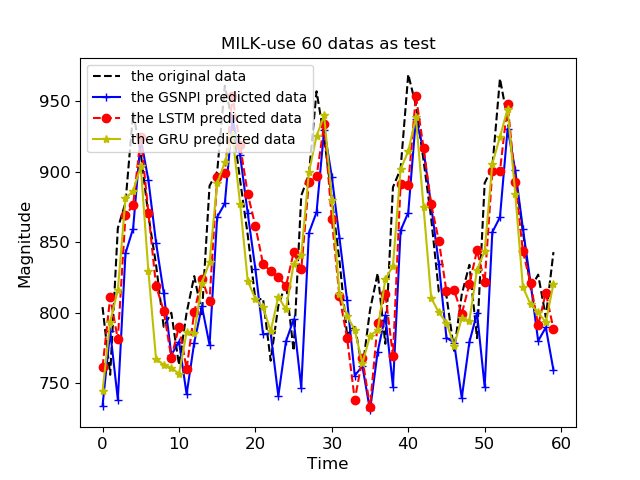 MILK-use 60 datas as test
the original data
the GSNPI predicted data
the LSTM predicted data
the GRU predicted data
Magnitude
950
900
850
800
750
0 10 20 30 40 50 60
Time